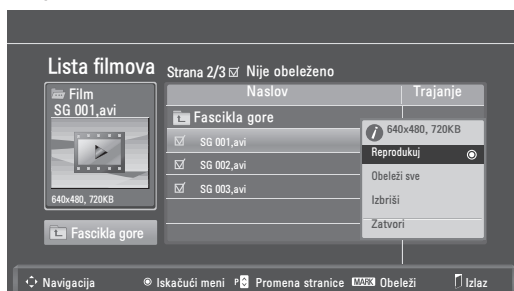 Lista filmova
Strana 2/3 Nije obeleženo
Film
SG 001,avi
640x480, 720KB
Fascikla gore
Naslov Trajanje
Fascikla gore
SG 001,avi
SG 002,avi
SG 003,avi
640x480, 720KB
Reprodukuj
Obeleži sve
Izbriši
Zatvori
Navigacija Iskačući meni P Promena stranice MARK Obeleži Izlaz